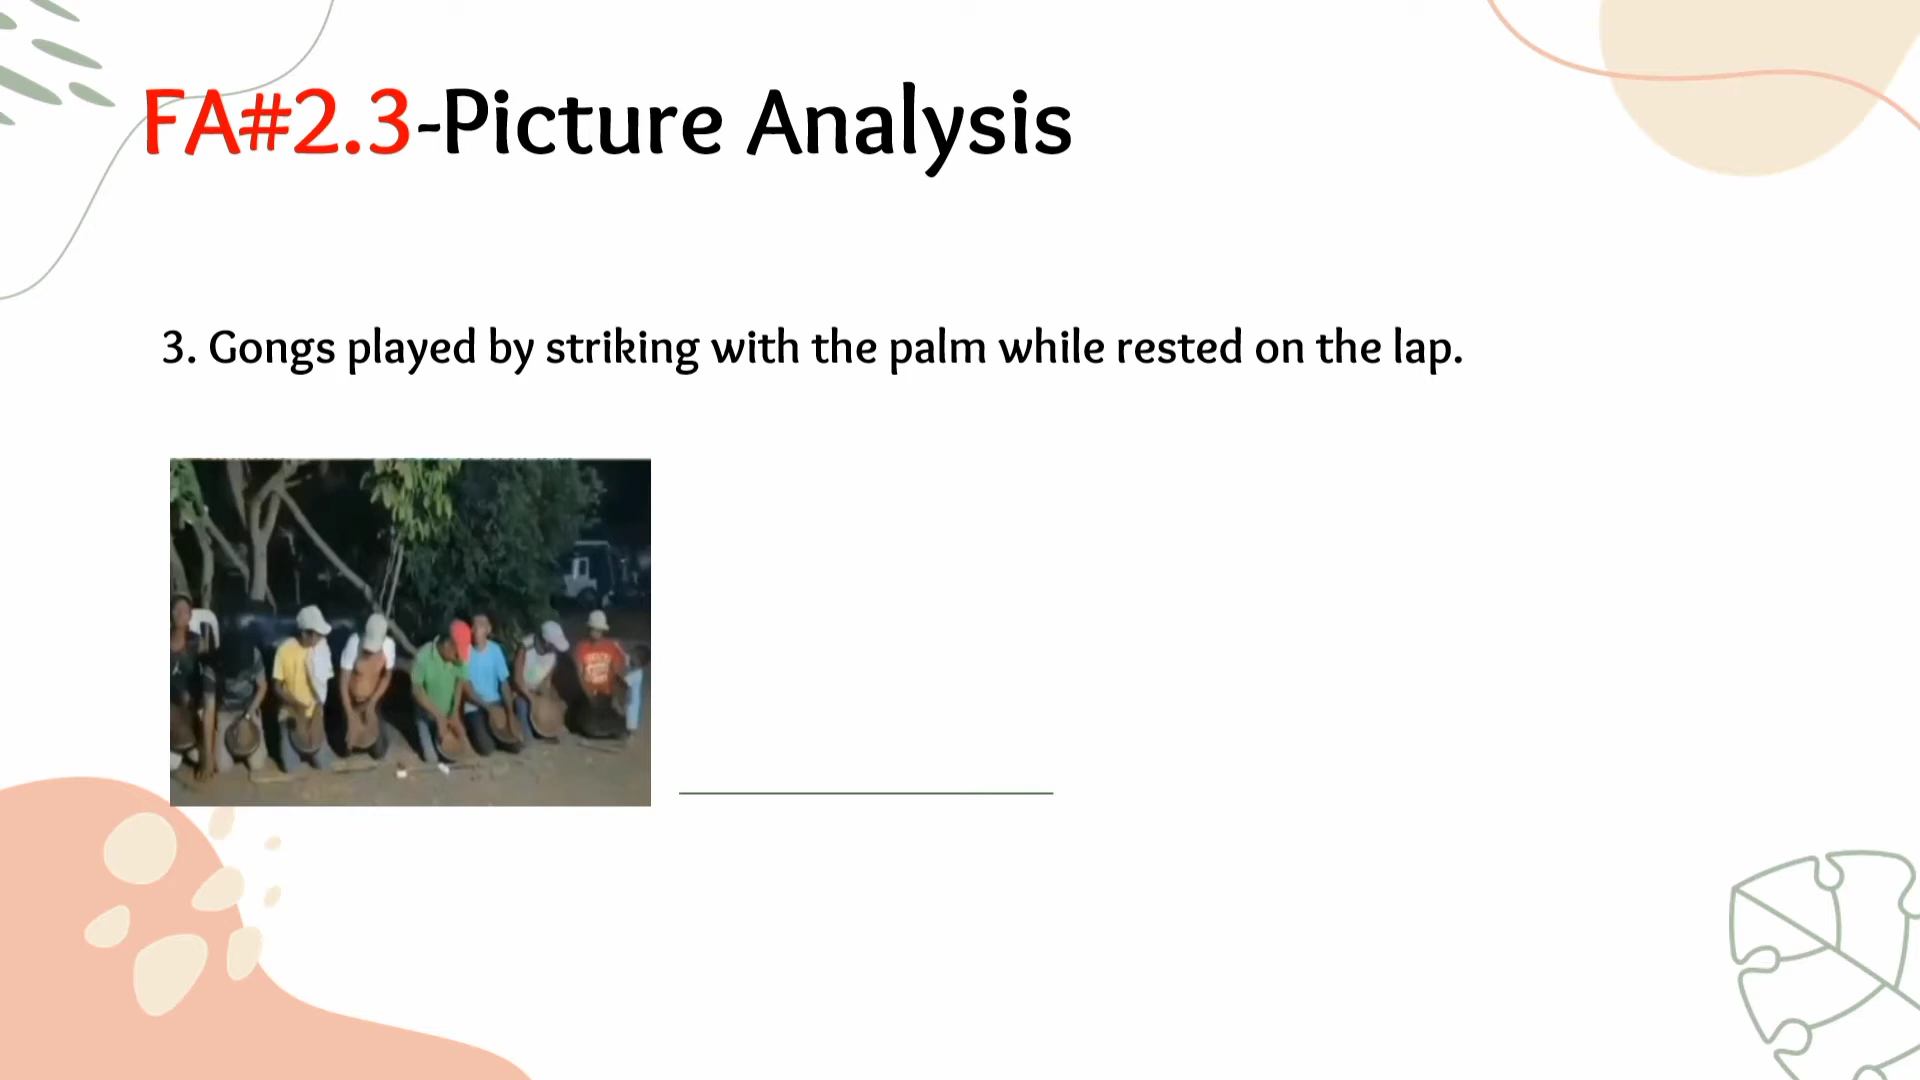 FA#2.3-Picture Analysis
3. Gongs played by striking with the palm while rested on the lap.